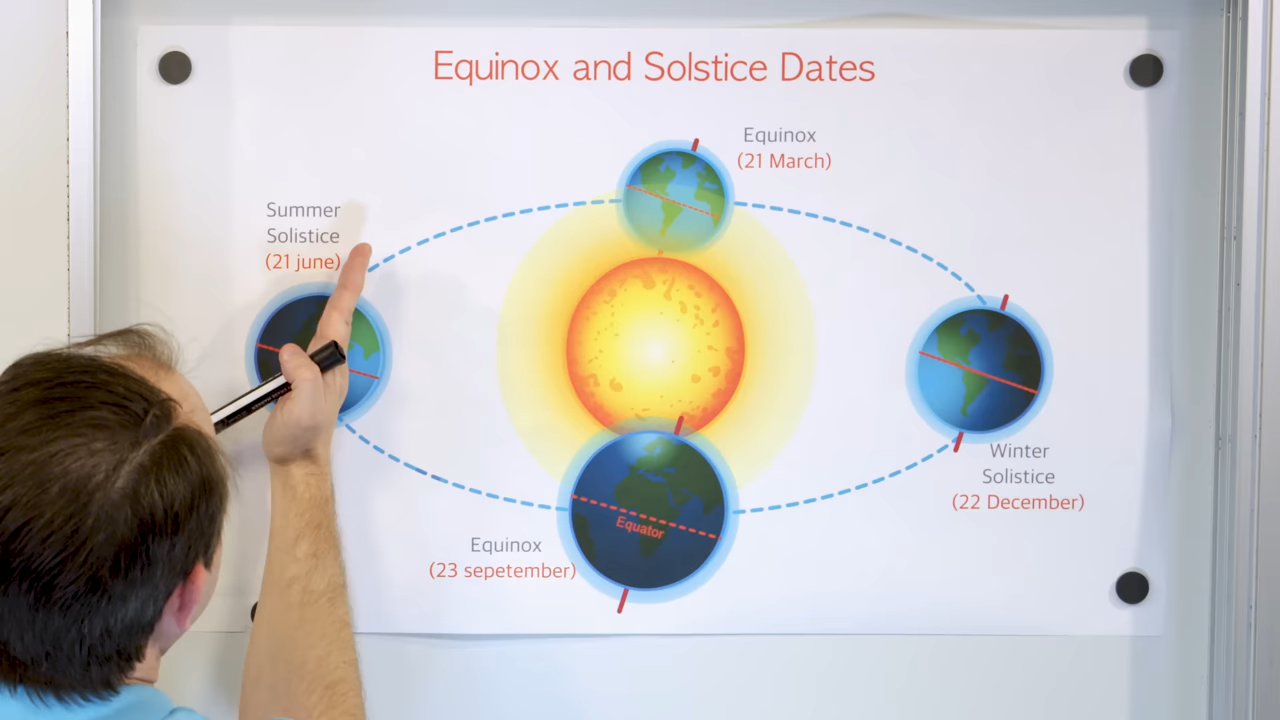 Equinox and Solstice Dates
Equinox
(21 March)
Summer
Solistice
(21 june)
Winter
Solistice
(22 December)
Equator
Equinox
(23 sepetember)